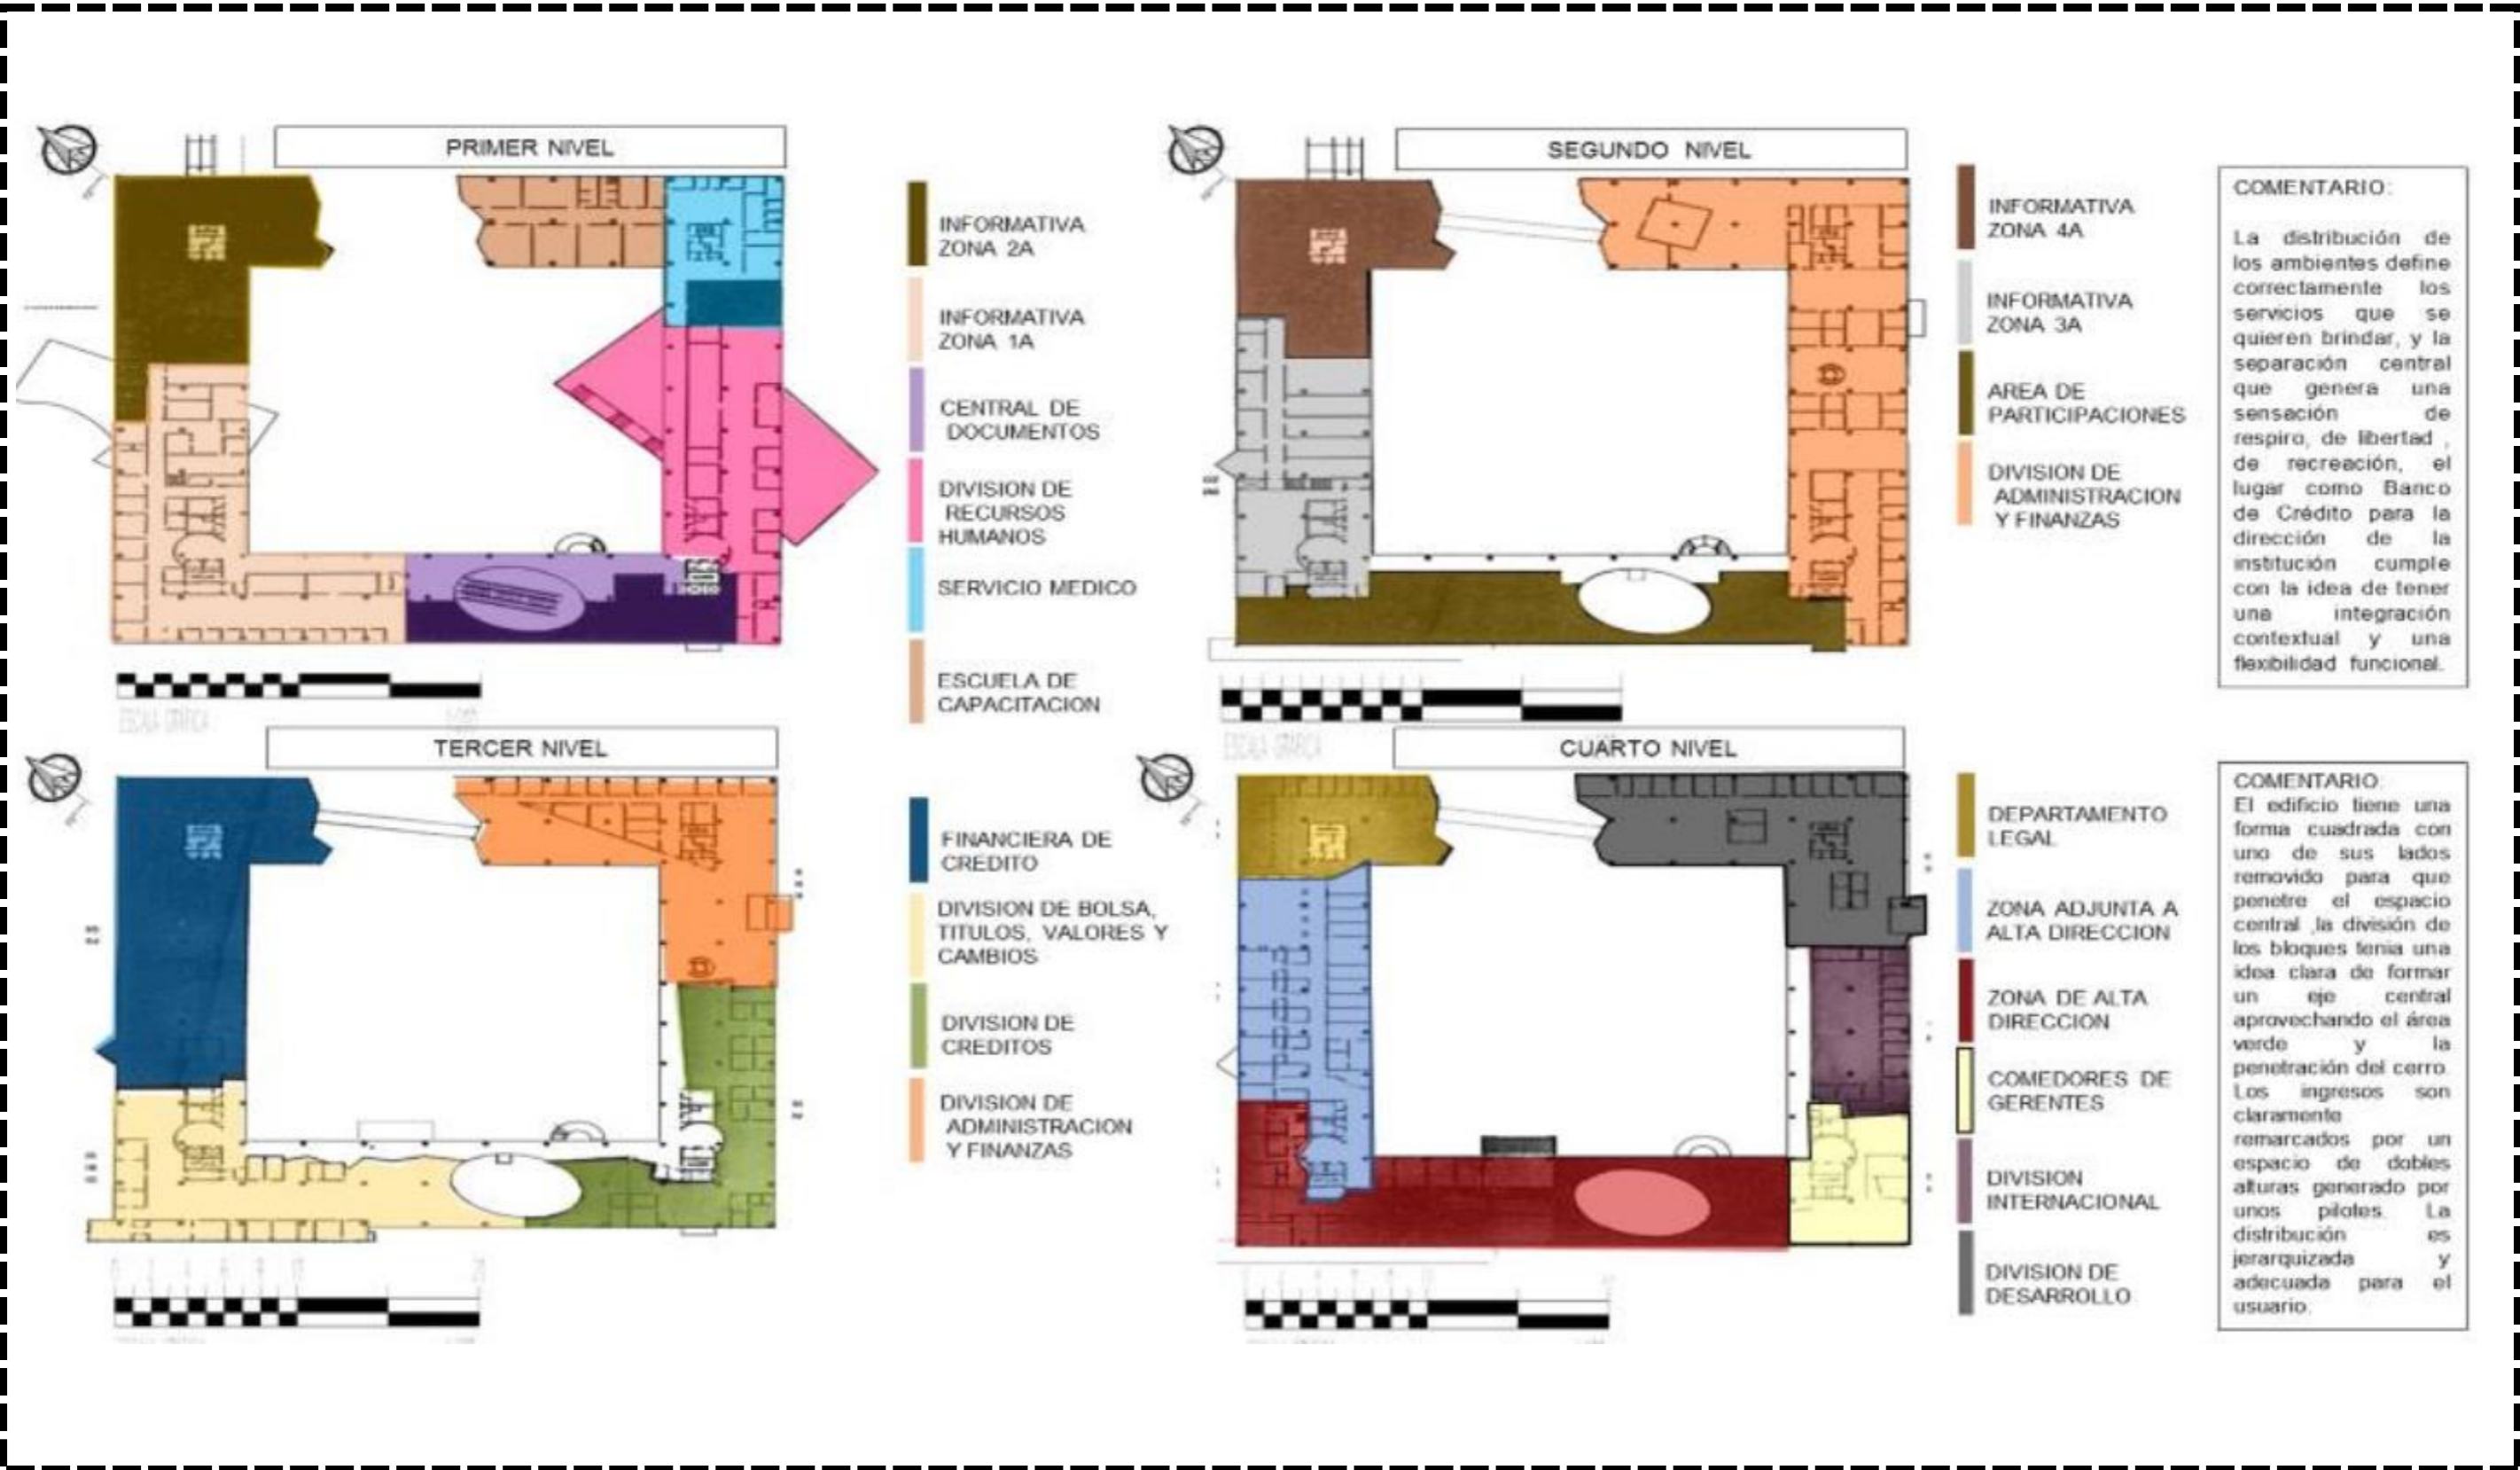 PRIMER NIVEL
INFORMATIVA
ZONA 2A
INFORMATIVA
ZONA 1A
CENTRAL DE
DOCUMENTOS
DIVISION DE
RECURSOS
HUMANOS
SERVICIO MEDICO
ESCUELA DE
CAPACITACION
ESCALA GRÁFICA
SEGUNDO NIVEL
INFORMATIVA
ZONA 4A
INFORMATIVA
ZONA 3A
AREA DE
PARTICIPACIONES
DIVISION DE
ADMINISTRACION
Y FINANZAS
ESCALA GRÁFICA
COMENTARIO:
La distribución de
los ambientes define
correctamente los
servicios que se
quieren brindar, y la
separación central
que genera una
sensación de
respiro, de libertad ,
de recreación, el
lugar como Banco
de Crédito para la
dirección de la
institución cumple
con la idea de tener
una integración
contextual y una
flexibilidad funcional.
TERCER NIVEL
FINANCIERA DE
CREDITO
DIVISION DE BOLSA,
TITULOS, VALORES Y
CAMBIOS
DIVISION DE
CREDITOS
DIVISION DE
ADMINISTRACION
Y FINANZAS
CUARTO NIVEL
DEPARTAMENTO
LEGAL
ZONA ADJUNTA A
ALTA DIRECCION
ZONA DE ALTA
DIRECCION
COMEDORES DE
GERENTES
DIVISION
INTERNACIONAL
DIVISION DE
DESARROLLO
COMENTARIO:
El edificio tiene una
forma cuadrada con
uno de sus lados
removido para que
penetre el espacio
central ,la división de
los bloques tenia una
idea clara de formar
un eje central
aprovechando el área
verde y la
penetración del cerro.
Los ingresos son
claramente
remarcados por un
espacio de dobles
alturas generado por
unos pilotes. La
distribución es
jerarquizada y
adecuada para el
usuario.